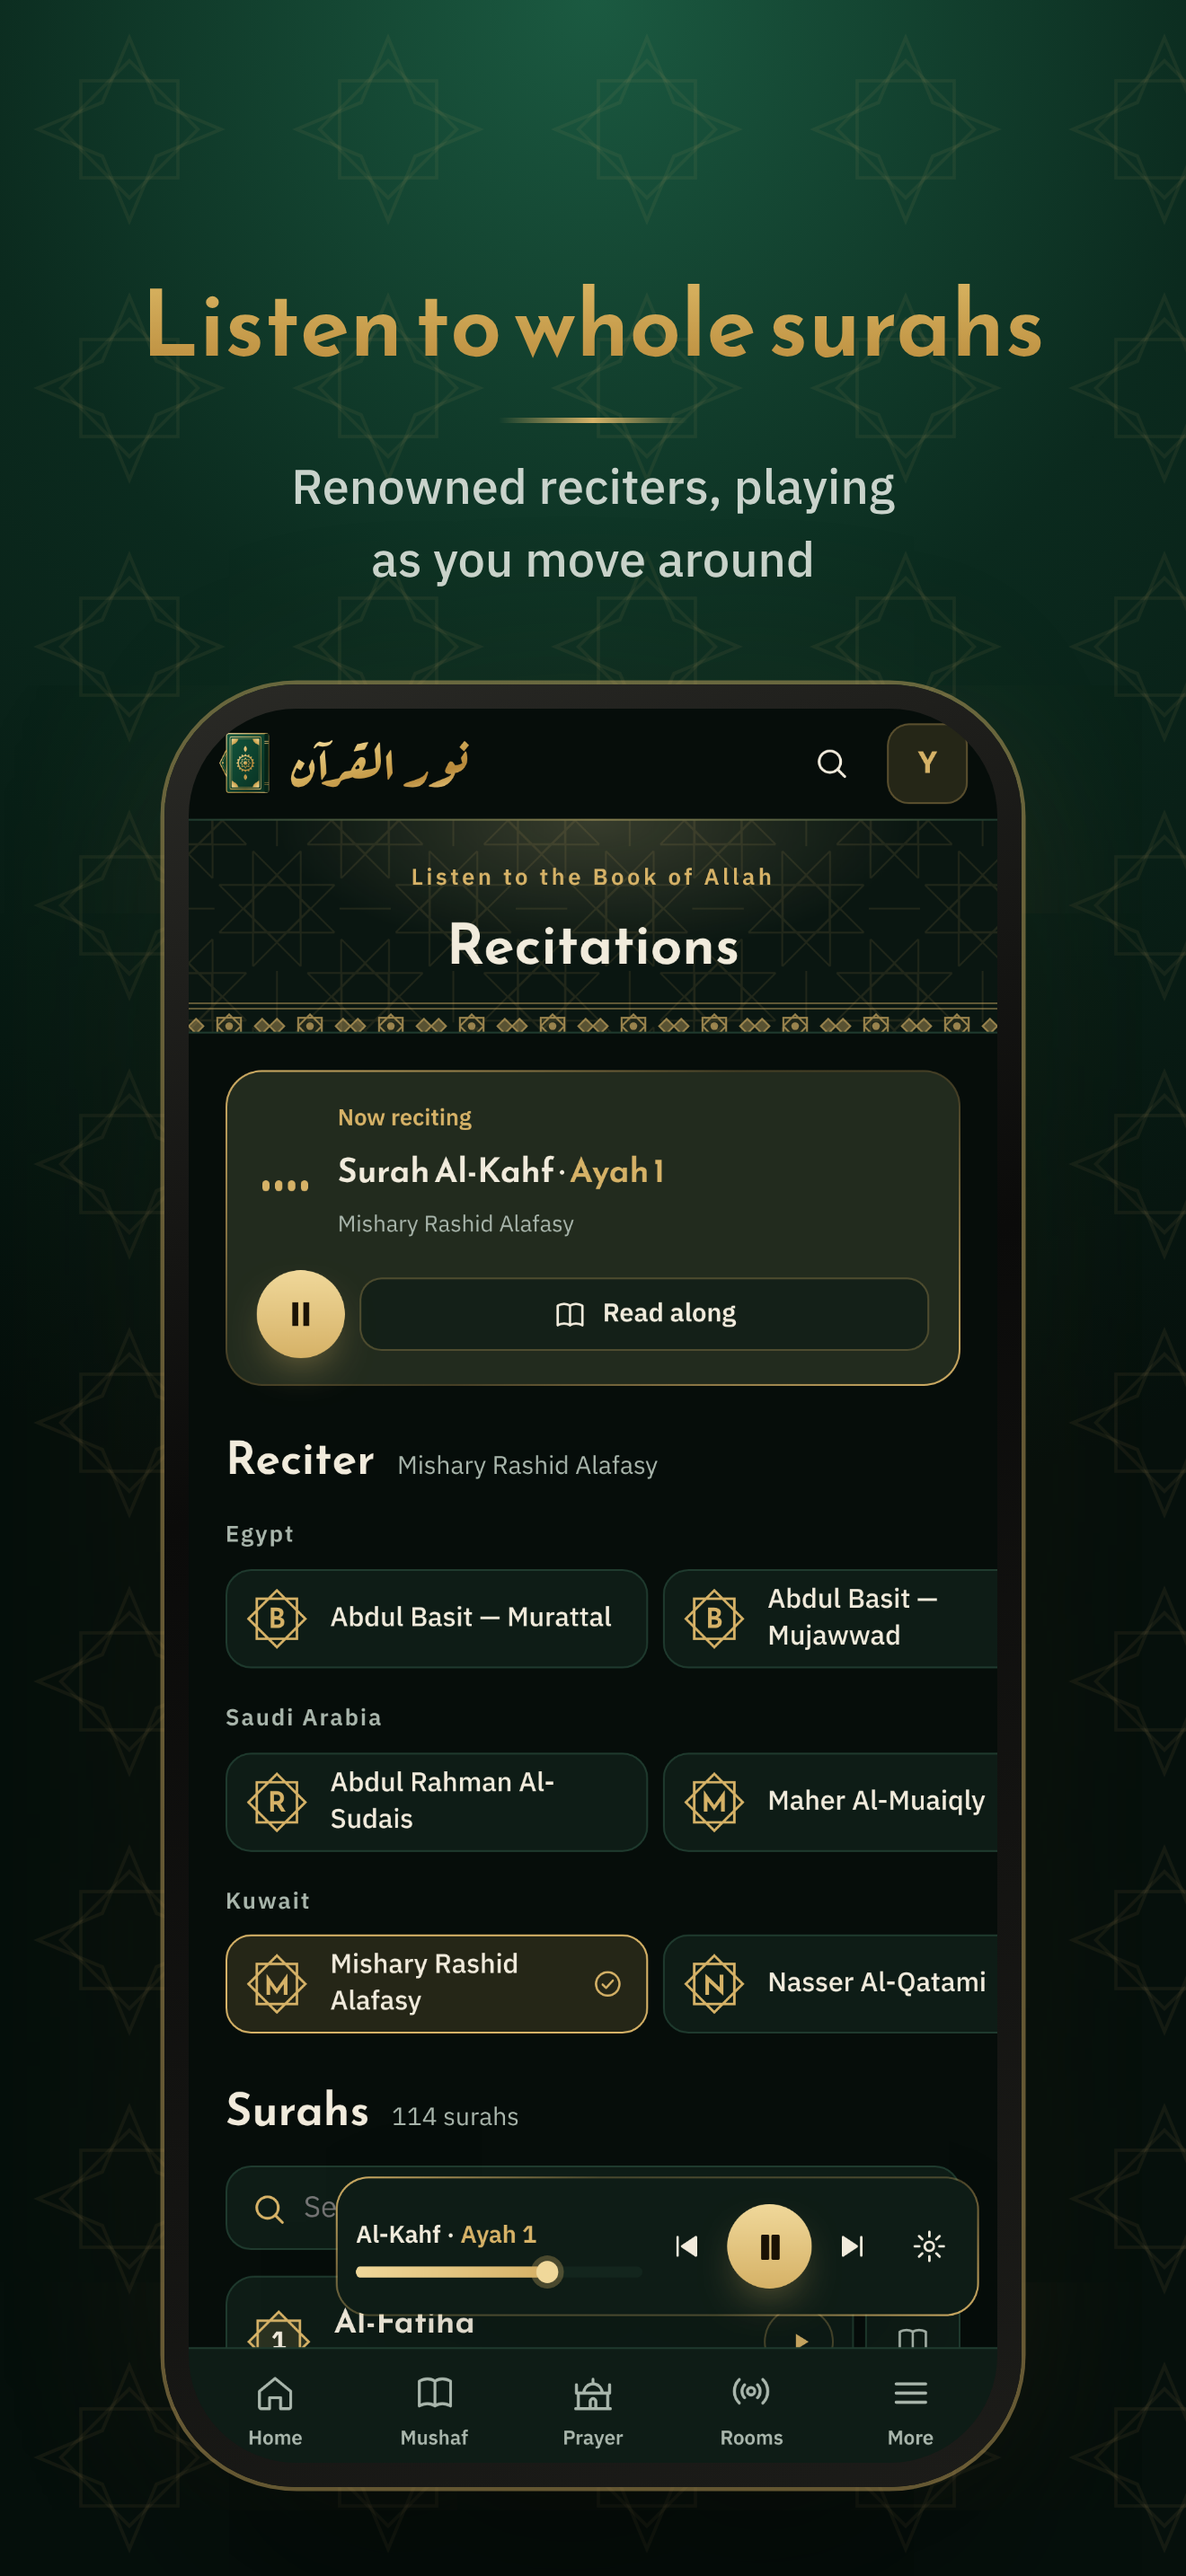 Listen to whole surahs
Renowned reciters, playing
as you move around
نور القرآن
Y
Listen to the Book of Allah
Recitations
Now reciting
Surah Al-Kahf · Ayah 1
Mishary Rashid Alafasy
Read along
Reciter Mishary Rashid Alafasy
Egypt
B Abdul Basit — Murattal
B Abdul Basit —
Mujawwad
Saudi Arabia
R Abdul Rahman Al-
Sudais
M Maher Al-Muaiqly
Kuwait
M Mishary Rashid
Alafasy
N Nasser Al-Qatami
Surahs 114 surahs
Se
Al-Kahf · Ayah 1
1 Al-Fatiha
Home Mushaf Prayer Rooms More